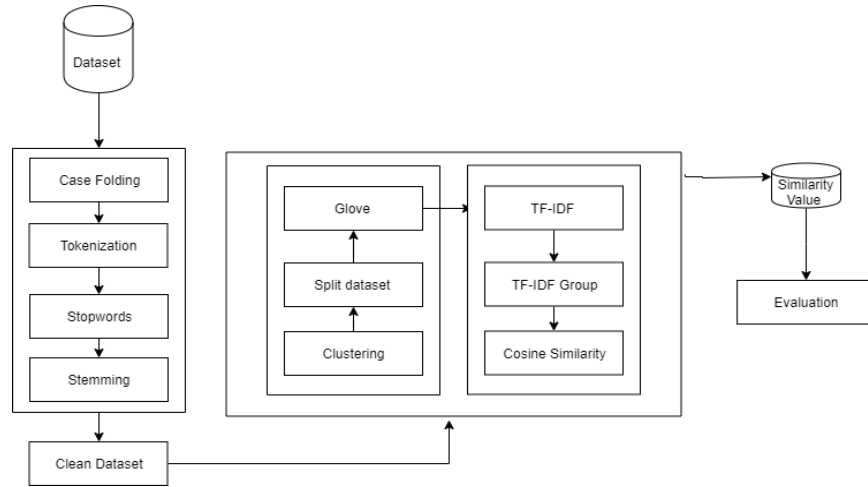 Dataset
Case Folding
Tokenization
Stopwords
Stemming
Clean Dataset
Glove
Split dataset
Clustering
TF-IDF
TF-IDF Group
Cosine Similarity
Similarity
Value
Evaluation